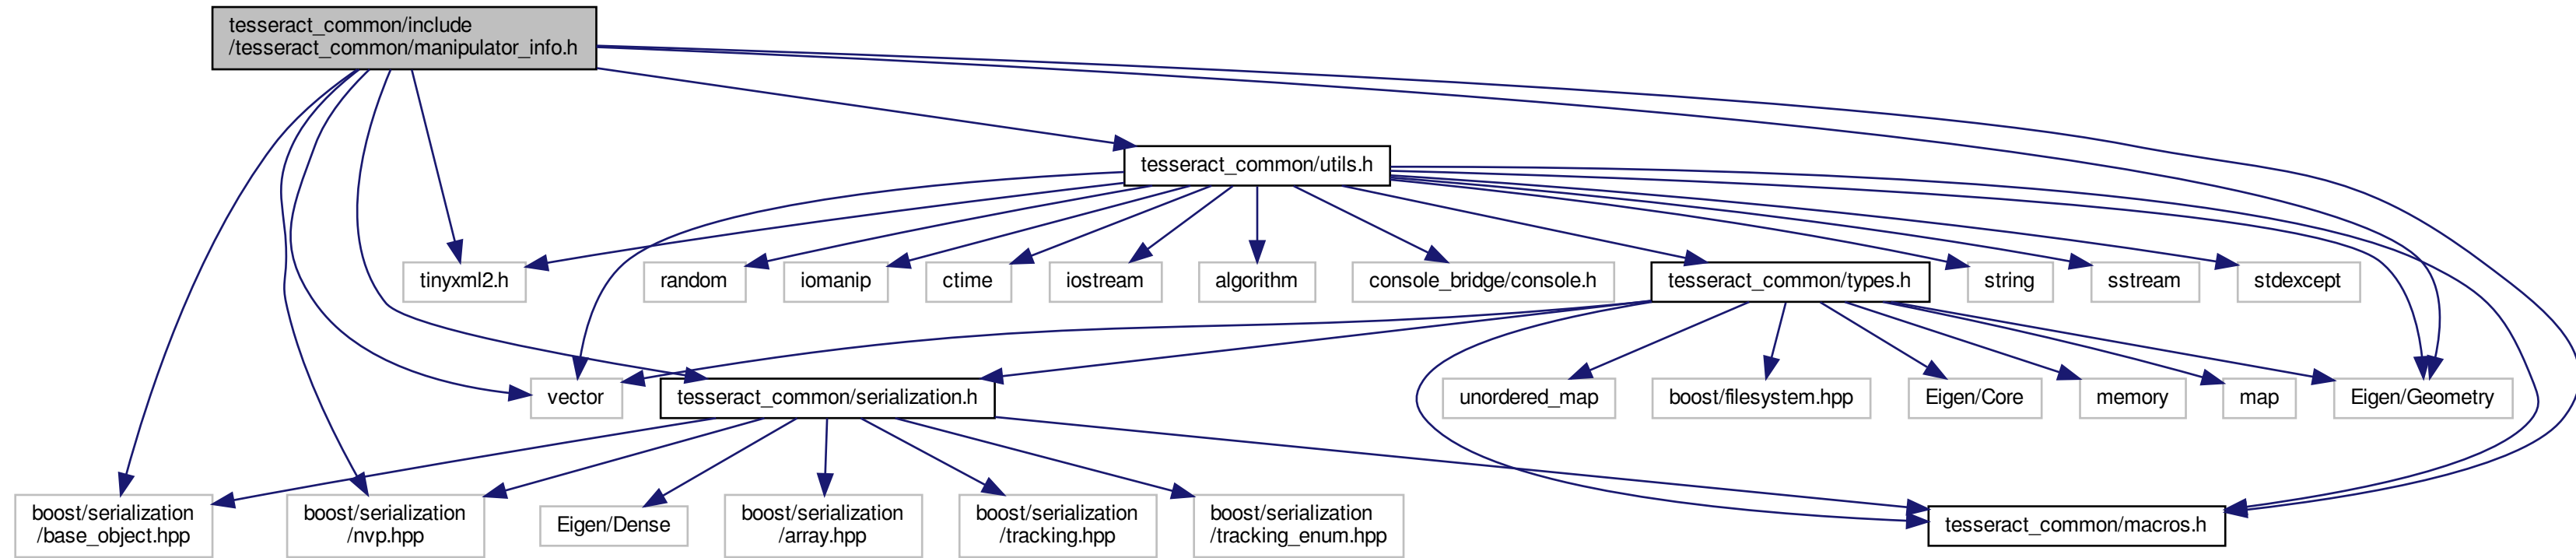 tesseract_common/include
/tesseract_common/manipulator_info.h
tesseract_common/utils.h
tinyxml2.h
random
iomanip
ctime
iostream
algorithm
console_bridge/console.h
tesseract_common/types.h
string
sstream
stdexcept
vector
tesseract_common/serialization.h
unordered_map
boost/filesystem.hpp
Eigen/Core
memory
map
Eigen/Geometry
boost/serialization
/base_object.hpp
boost/serialization
/nvp.hpp
Eigen/Dense
boost/serialization
/array.hpp
boost/serialization
/tracking.hpp
boost/serialization
/tracking_enum.hpp
tesseract_common/macros.h